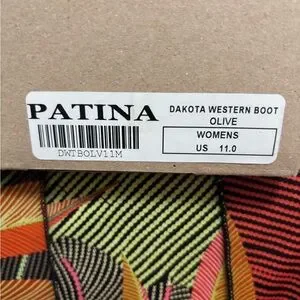 PATINA
DWTBOLV11M
DAKOTA WESTERN BOOT
OLIVE
WOMENS
US 11.0